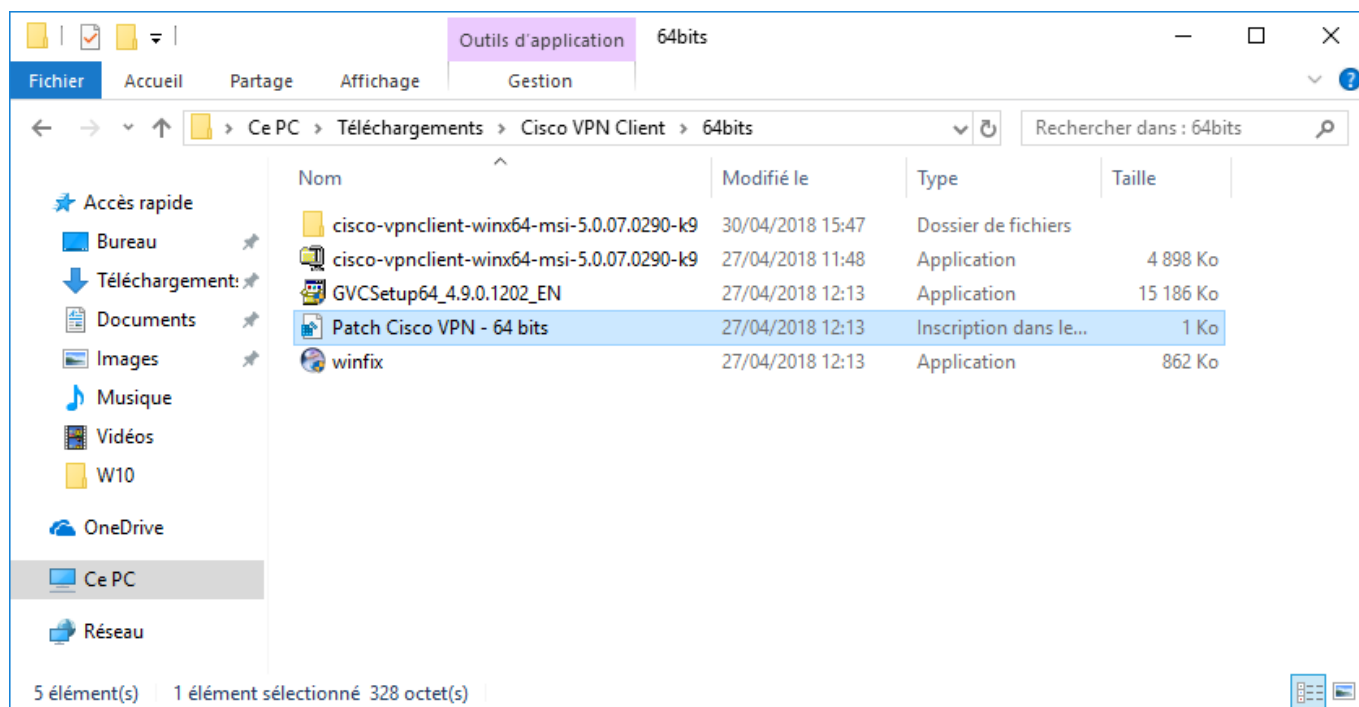 Outils d'application 64bits
Fichier Accueil Partage Affichage Gestion
Ce PC > Téléchargements > Cisco VPN Client > 64bits Rechercher dans : 64bits
Nom Modifié le Type Taille
Accès rapide
Bureau
Téléchargement:
Documents
Images
Musique
Vidéos
W10
OneDrive
Ce PC
Réseau
cisco-vpnclient-winx64-msi-5.0.07.0290-k9 30/04/2018 15:47 Dossier de fichiers
cisco-vpnclient-winx64-msi-5.0.07.0290-k9 27/04/2018 11:48 Application 4 898 Ko
GVCSetup64_4.9.0.1202_EN 27/04/2018 12:13 Application 15 186 Ko
Patch Cisco VPN - 64 bits 27/04/2018 12:13 Inscription dans le... 1 Ko
winfix 27/04/2018 12:13 Application 862 Ko
5 élément(s) 1 élément sélectionné 328 octet(s)